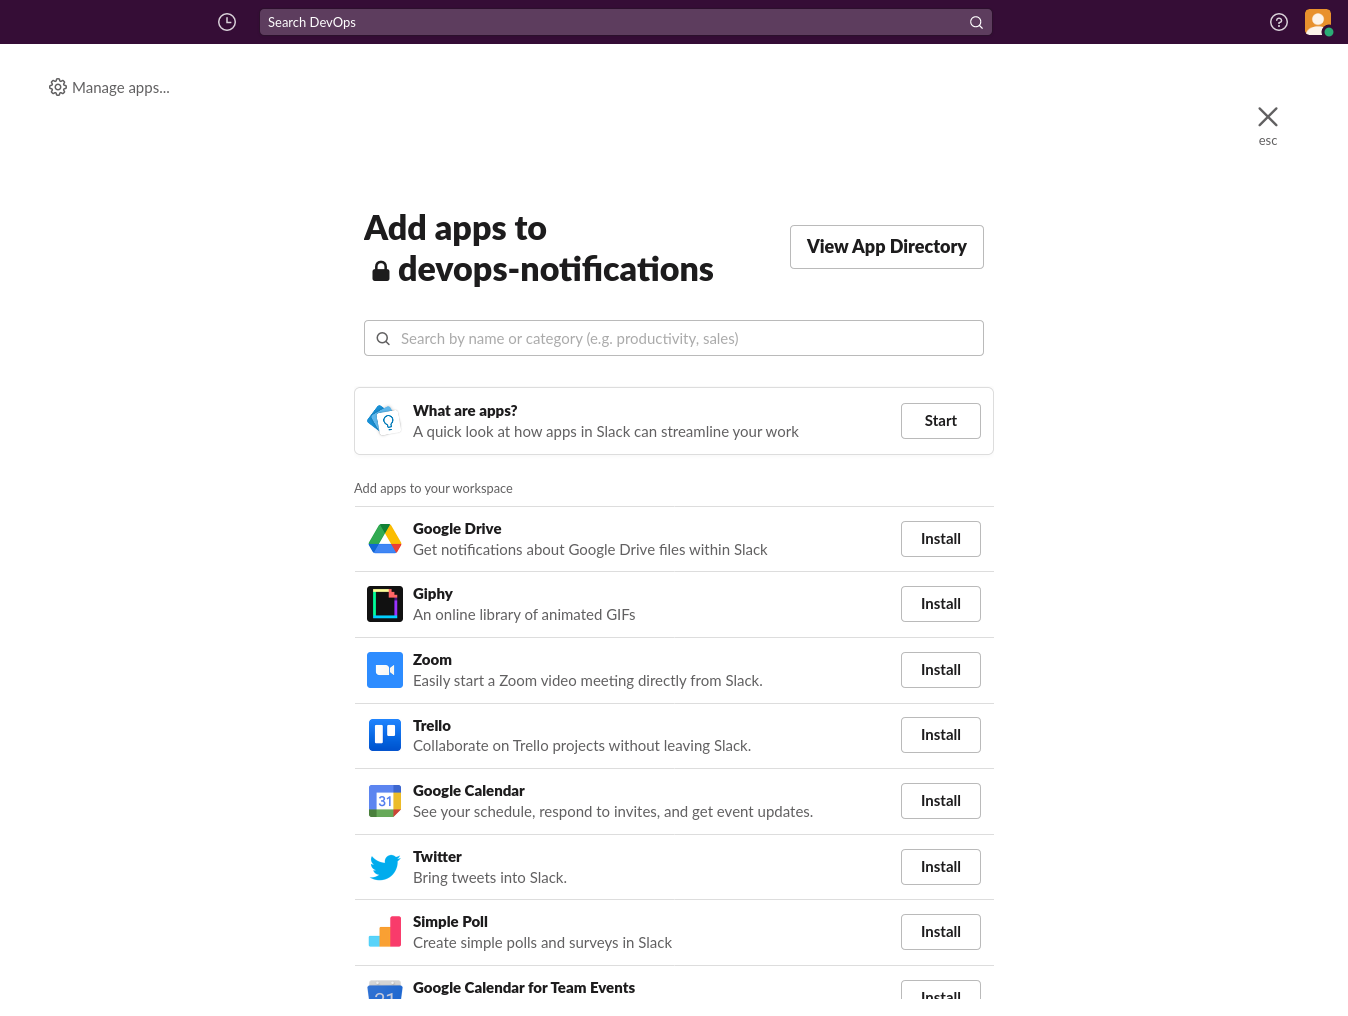 Search DevOps
Manage apps...
esc
Add apps to
devops-notifications
View App Directory
Search by name or category (e.g. productivity, sales)
What are apps?
A quick look at how apps in Slack can streamline your work
Start
Add apps to your workspace
Google Drive
Get notifications about Google Drive files within Slack
Install
Giphy
An online library of animated GIFs
Install
Zoom
Easily start a Zoom video meeting directly from Slack.
Install
Trello
Collaborate on Trello projects without leaving Slack.
Install
31
Google Calendar
See your schedule, respond to invites, and get event updates.
Install
Twitter
Bring tweets into Slack.
Install
Simple Poll
Create simple polls and surveys in Slack
Install
31
Google Calendar for Team Events
Install